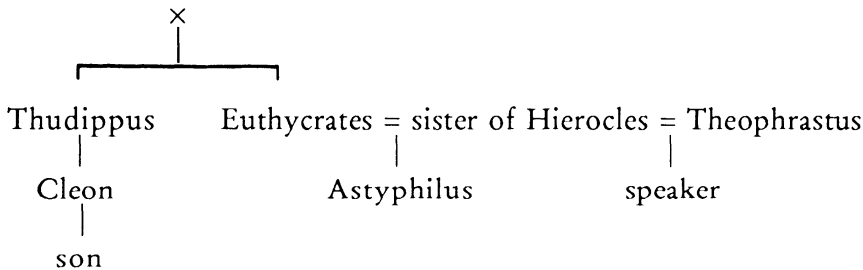 ×
Thudippus Euthycrates = sister of Hierocles = Theophrastus
Cleon Astyphilus speaker
son